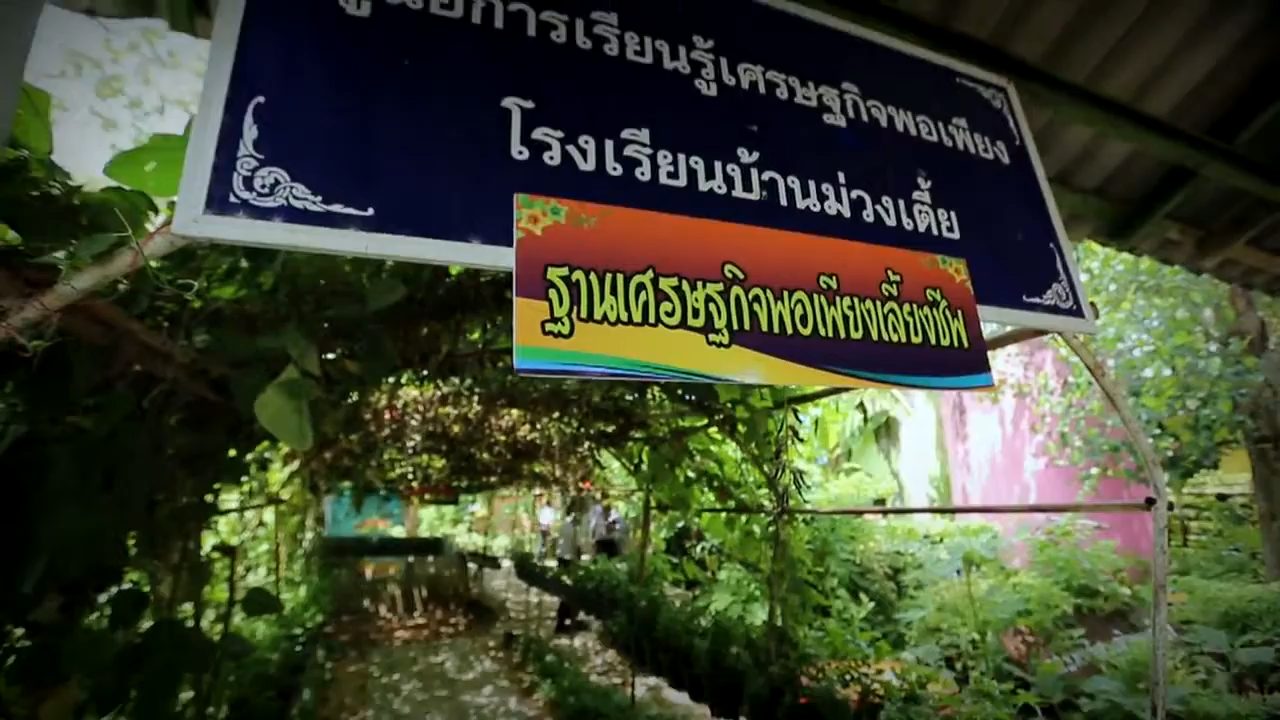 ศูนย์การเรียนรู้เศรษฐกิจพอเพียง
โรงเรียนบ้านม่วงเตี้ย
ฐานเศรษฐกิจพอเพียงเลี้ยงชีพ